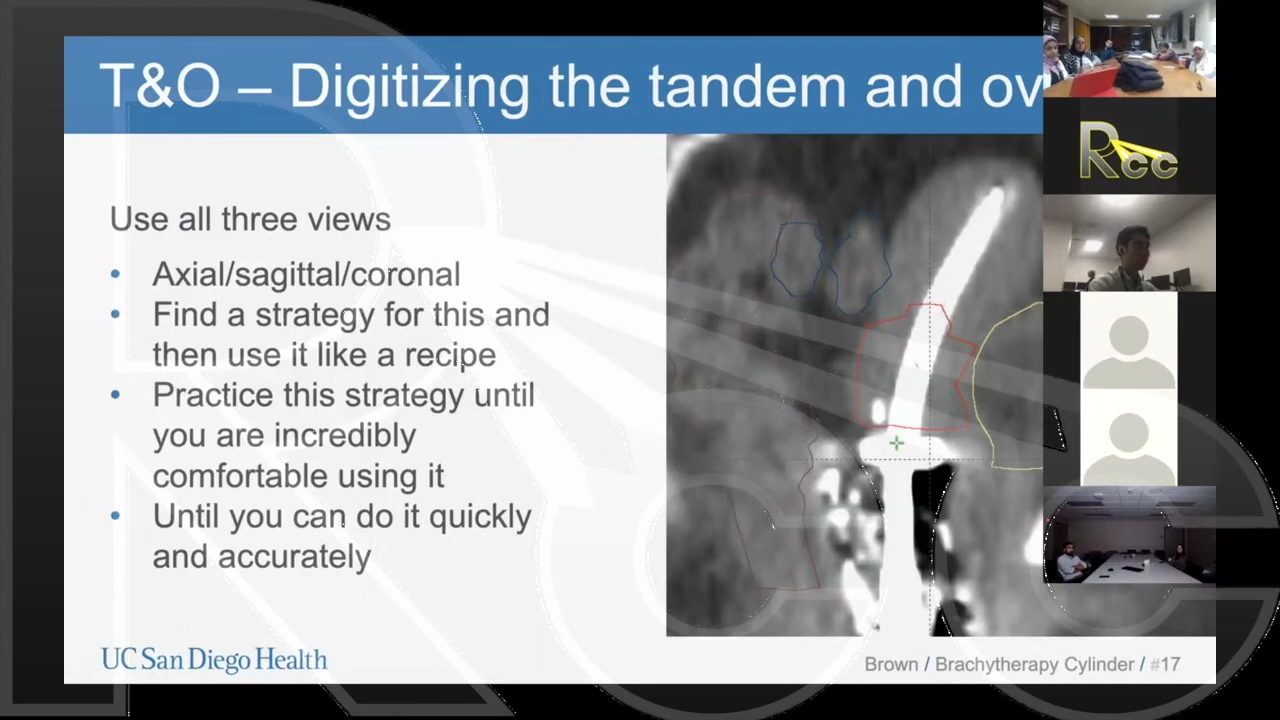 T&O – Digitizing the tandem and ov
Rcc
Use all three views
• Axial/sagittal/coronal
• Find a strategy for this and
then use it like a recipe
• Practice this strategy until
you are incredibly
comfortable using it
• Until you can do it quickly
and accurately
UC San Diego Health
Brown / Brachytherapy Cylinder / #17